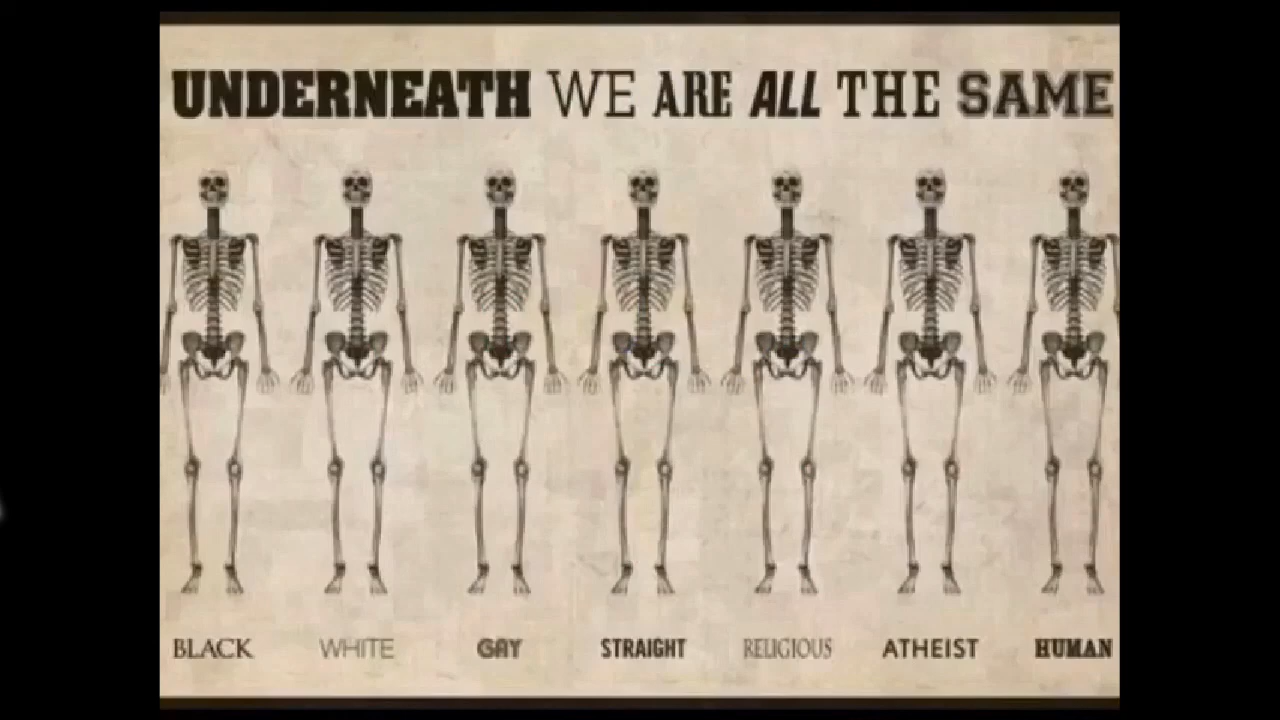 UNDERNEATH WE ARE ALL THE SAME
BLACK WHITE GAY STRAIGHT RELIGIOUS ATHEIST HUMAN